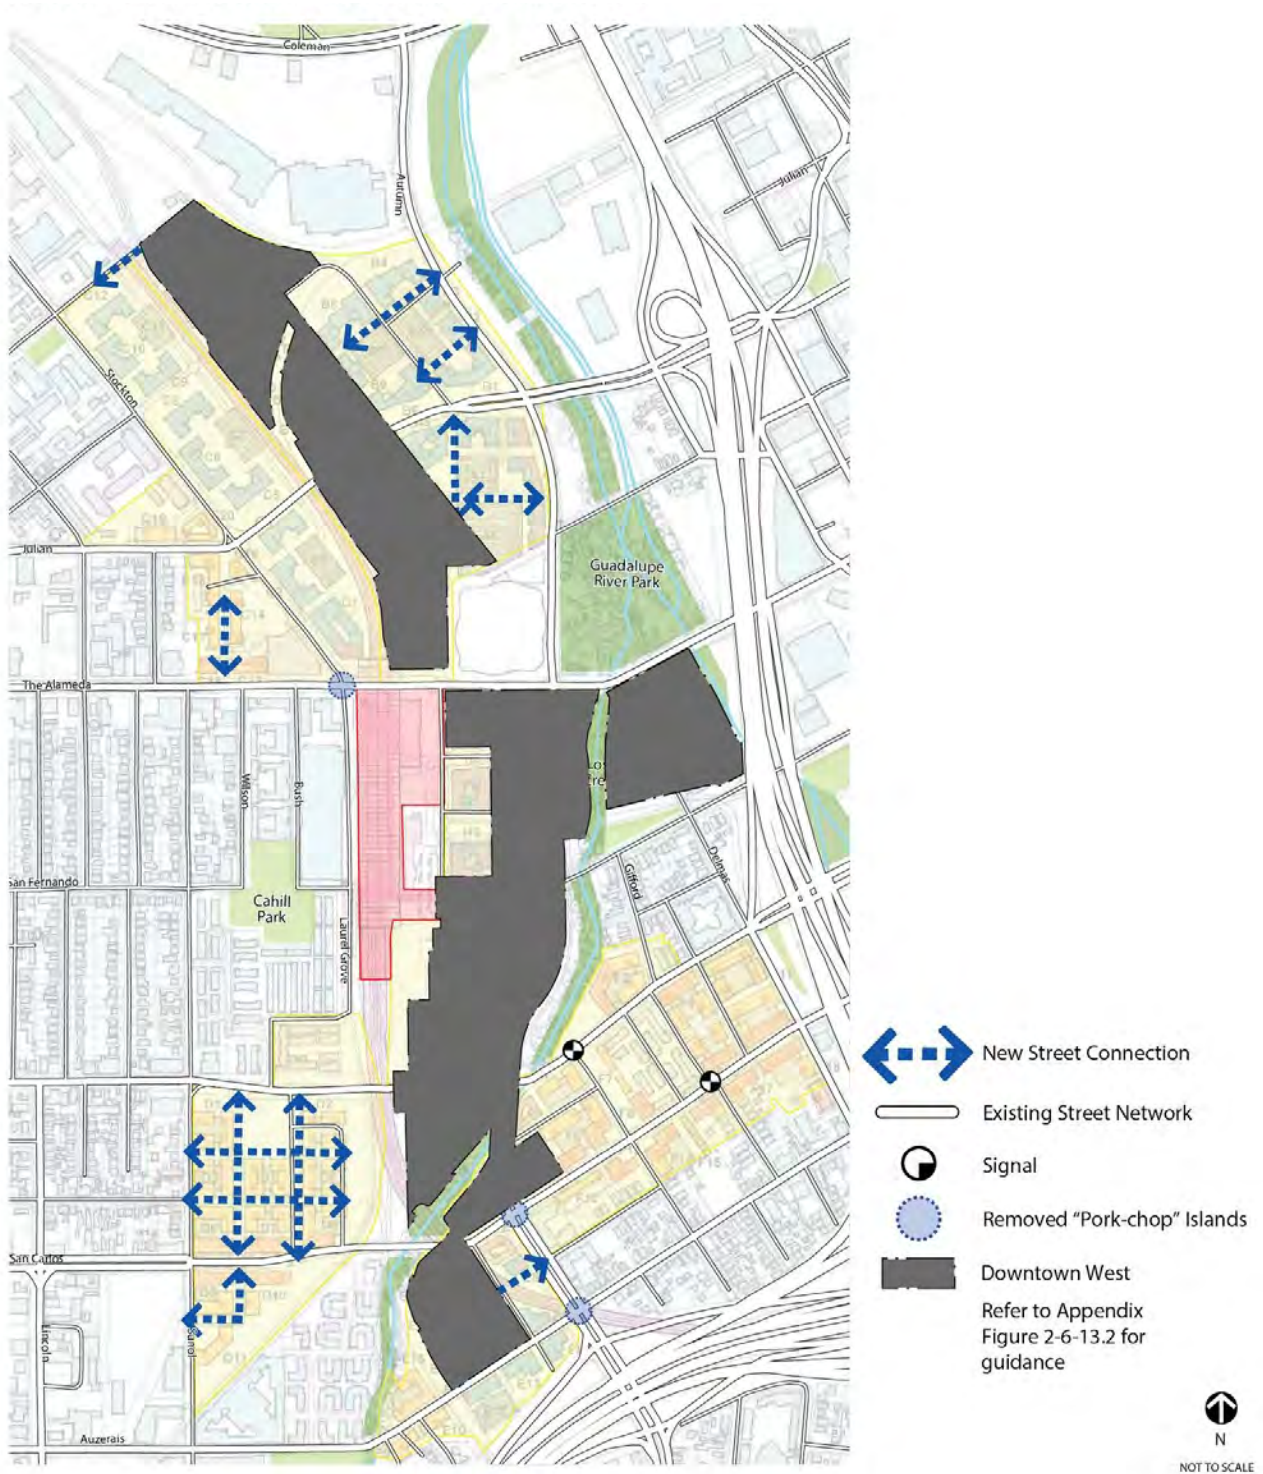 Coleman
Autumn
Julian
Stockton
Julian
Guadalupe
River Park
The Alameda
Wilson
Bush
Delmas
Gifford
San Fernando
Cahill
Park
Laurel Grove
San Carlos
Lincoln
Sunol
Auzerais
New Street Connection
Existing Street Network
Signal
Removed “Pork-chop” Islands
Downtown West
Refer to Appendix
Figure 2-6-13.2 for
guidance
N
NOT TO SCALE